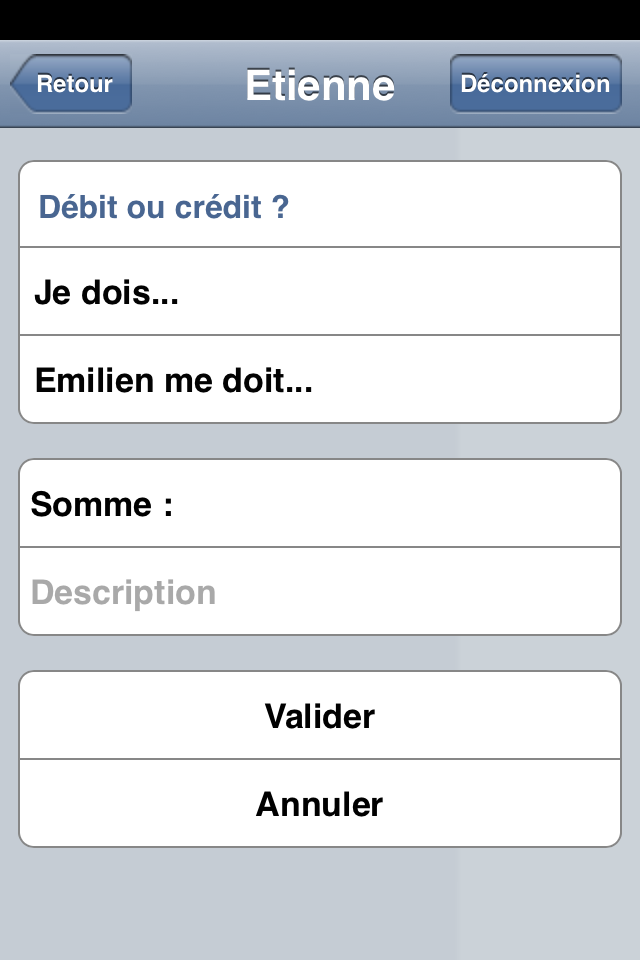 Retour
Etienne
Déconnexion
Débit ou crédit ?
Je dois...
Emilien me doit...
Somme :
Description
Valider
Annuler